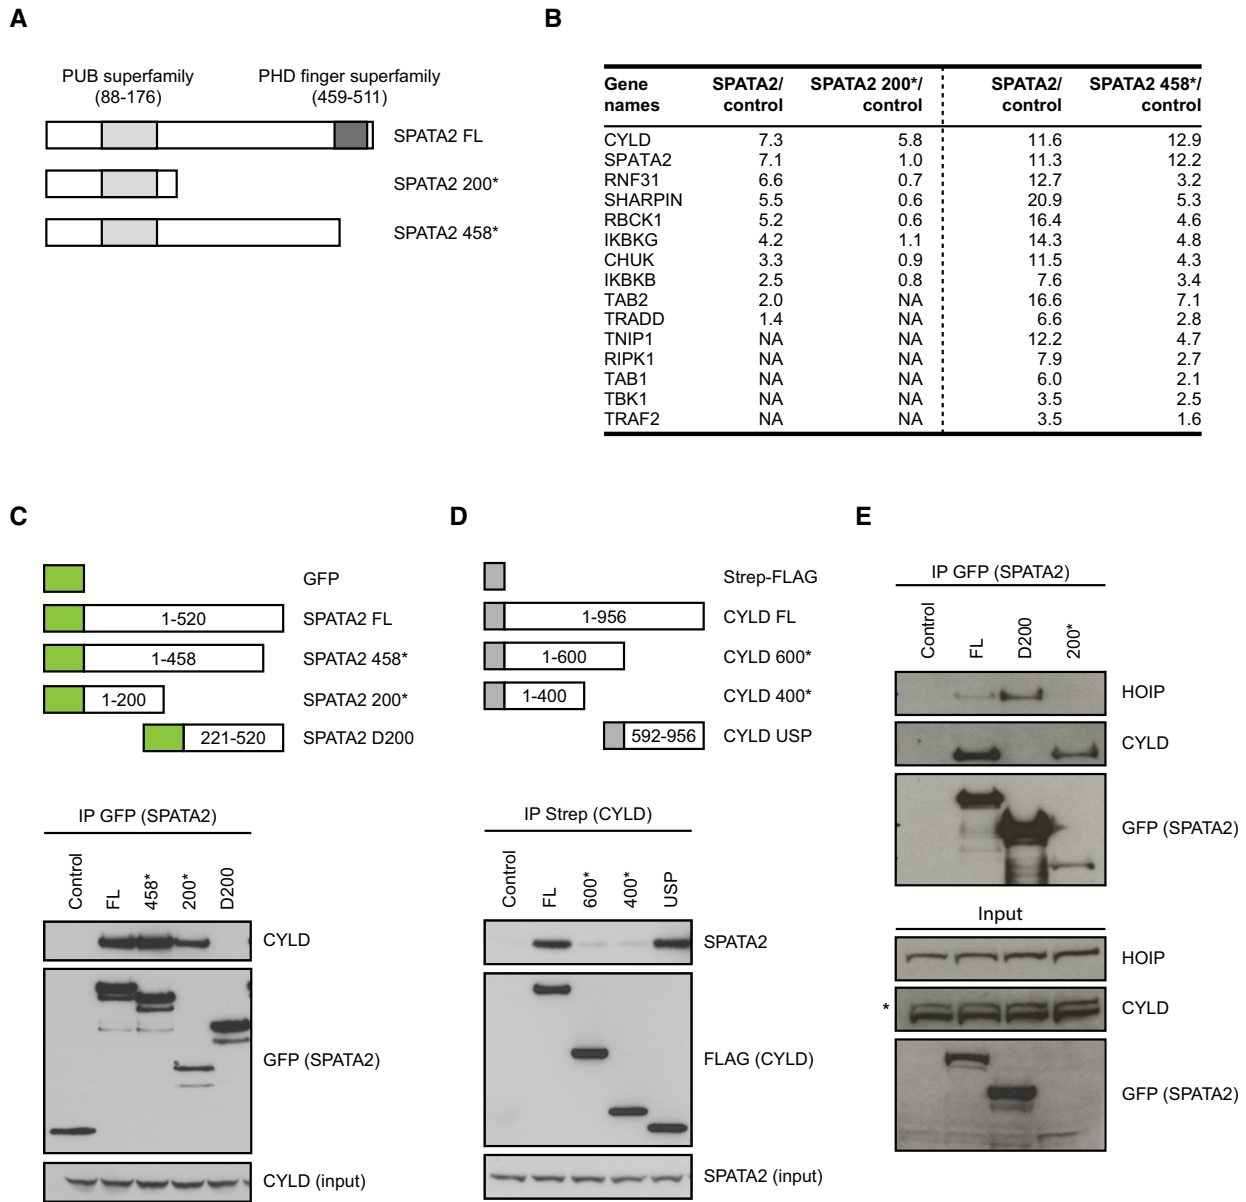 A
PUB superfamily
(88-176)
PHD finger superfamily
(459-511)
SPATA2 FL
SPATA2 200*
SPATA2 458*
B
Gene names SPATA2/ control SPATA2 200*/ control SPATA2/ control SPATA2 458*/ control
CYLD 7.3 5.8 11.6 12.9
SPATA2 7.1 1.0 11.3 12.2
RNF31 6.6 0.7 12.7 3.2
SHARPIN 5.5 0.6 20.9 5.3
RBCK1 5.2 0.6 16.4 4.6
IKBKG 4.2 1.1 14.3 4.8
CHUK 3.3 0.9 11.5 4.3
IKBKB 2.5 0.8 7.6 3.4
TAB2 2.0 NA 16.6 7.1
TRADD 1.4 NA 6.6 2.8
TNIP1 NA NA 12.2 4.7
RIPK1 NA NA 7.9 2.7
TAB1 NA NA 6.0 2.1
TBK1 NA NA 3.5 2.5
TRAF2 NA NA 3.5 1.6
C
GFP
1-520 SPATA2 FL
1-458 SPATA2 458*
1-200 SPATA2 200*
221-520 SPATA2 D200
IP GFP (SPATA2)
Control FL 458* 200* D200
CYLD
GFP (SPATA2)
CYLD (input)
D
Strep-FLAG
1-956 CYLD FL
1-600 CYLD 600*
1-400 CYLD 400*
592-956 CYLD USP
IP Strep (CYLD)
Control FL 600* 400* USP
SPATA2
FLAG (CYLD)
SPATA2 (input)
E
IP GFP (SPATA2)
Control FL D200 200*
HOIP
CYLD
GFP (SPATA2)
Input
HOIP
* CYLD
GFP (SPATA2)